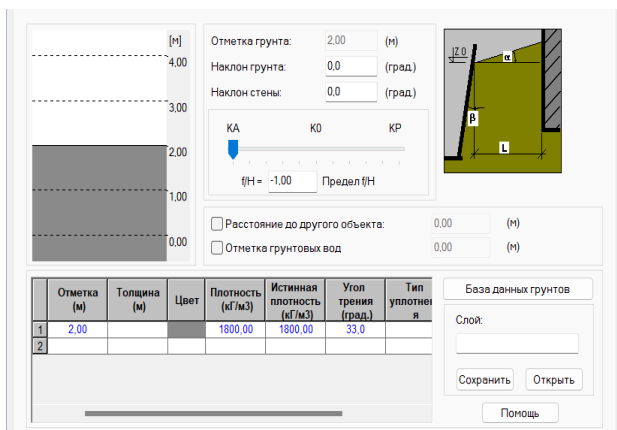 [М]
4,00
3,00
2,00
1,00
0,00
Отметка грунта: 2,00 (м)
Наклон грунта: 0,0 (град.)
Наклон стены: 0,0 (град.)
КА К0 КР
f/H = -1,00 Предел f/H
Z 0
α
β
L
Расстояние до другого объекта: 0,00 (м)
Отметка грунтовых вод 0,00 (м)
Отметка (м) Толщина (м) Цвет Плотность (кГ/м3) Истинная плотность (кГ/м3) Угол трения (град.) Тип уплотнен я
1 2,00 1800,00 1800,00 33,0
2
База данных грунтов
Слой:
Сохранить Открыть
Помощь